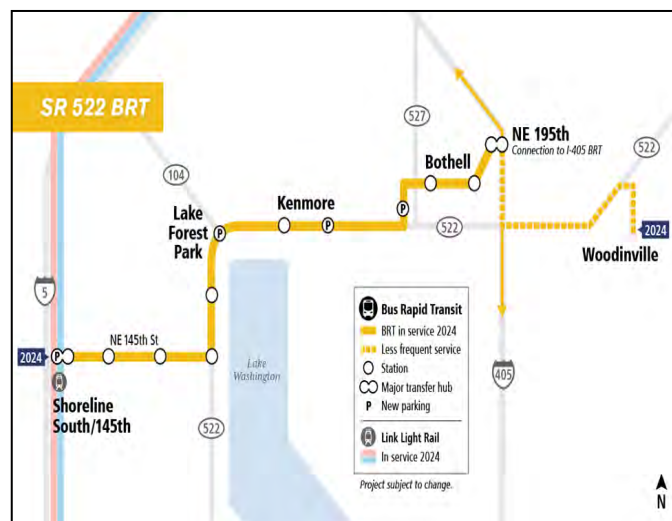 SR 522 BRT
527
NE 195th
Connection to I-405 BRT
522
Bothell
104
Kenmore
Lake
Forest
Park
P
P
P
522
2024
Woodinville
5
NE 145th St
2024
P
Lake
Washington
Shoreline
South/145th
522
405
Bus Rapid Transit
BRT in service 2024
Less frequent service
Station
Major transfer hub
P New parking
Link Light Rail
In service 2024
Project subject to change.
N